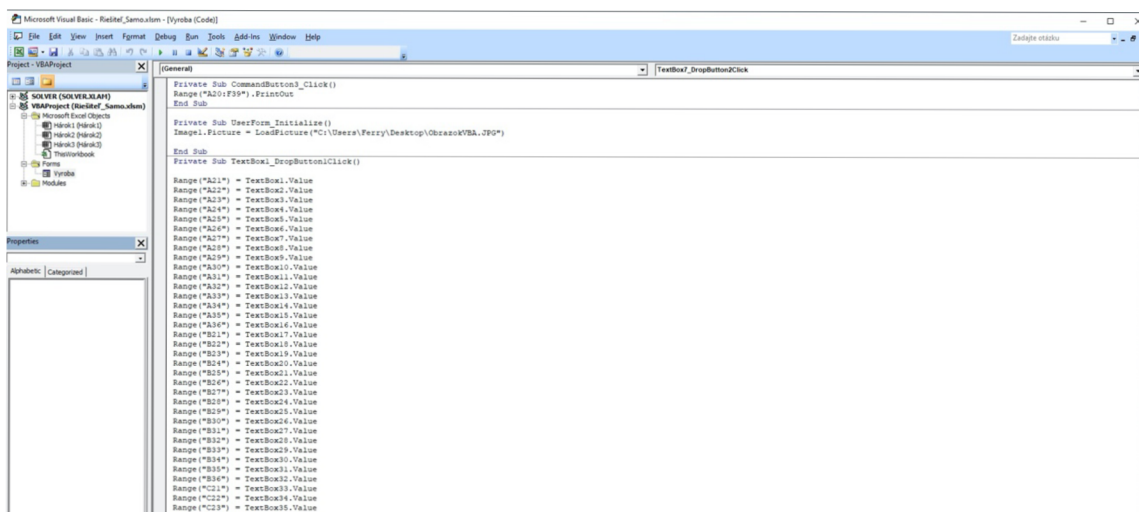 Microsoft Visual Basic - Riešiteľ_Samo.xlsm - [Vyroba (Code)]
File Edit View Insert Format Debug Run Tools Add-Ins Window Help
Zadajte otázku
Project - VBAProject
(General)
TextBox7_DropButton2Click
SOLVER (SOLVER.XLAM)
VBAProject (Riešiteľ_Samo.xlsm)
Microsoft Excel Objects
Hárok1 (Hárok1)
Hárok2 (Hárok2)
Hárok3 (Hárok3)
ThisWorkbook
Forms
Vyroba
Modules
Properties
Alphabetic Categorized
Private Sub CommandButton3_Click()
Range("A20:F39").PrintOut
End Sub
Private Sub UserForm_Initialize()
Image1.Picture = LoadPicture("C:\Users\Ferry\Desktop\ObrazokVBA.JPG")
End Sub
Private Sub TextBox1_DropButton1Click()
Range("A21") = TextBox1.Value
Range("A22") = TextBox2.Value
Range("A23") = TextBox3.Value
Range("A24") = TextBox4.Value
Range("A25") = TextBox5.Value
Range("A26") = TextBox6.Value
Range("A27") = TextBox7.Value
Range("A28") = TextBox8.Value
Range("A29") = TextBox9.Value
Range("A30") = TextBox10.Value
Range("A31") = TextBox11.Value
Range("A32") = TextBox12.Value
Range("A33") = TextBox13.Value
Range("A34") = TextBox14.Value
Range("A35") = TextBox15.Value
Range("A36") = TextBox16.Value
Range("B21") = TextBox17.Value
Range("B22") = TextBox18.Value
Range("B23") = TextBox19.Value
Range("B24") = TextBox20.Value
Range("B25") = TextBox21.Value
Range("B26") = TextBox22.Value
Range("B27") = TextBox23.Value
Range("B28") = TextBox24.Value
Range("B29") = TextBox25.Value
Range("B30") = TextBox26.Value
Range("B31") = TextBox27.Value
Range("B32") = TextBox28.Value
Range("B33") = TextBox29.Value
Range("B34") = TextBox30.Value
Range("B35") = TextBox31.Value
Range("B36") = TextBox32.Value
Range("C21") = TextBox33.Value
Range("C22") = TextBox34.Value
Range("C23") = TextBox35.Value